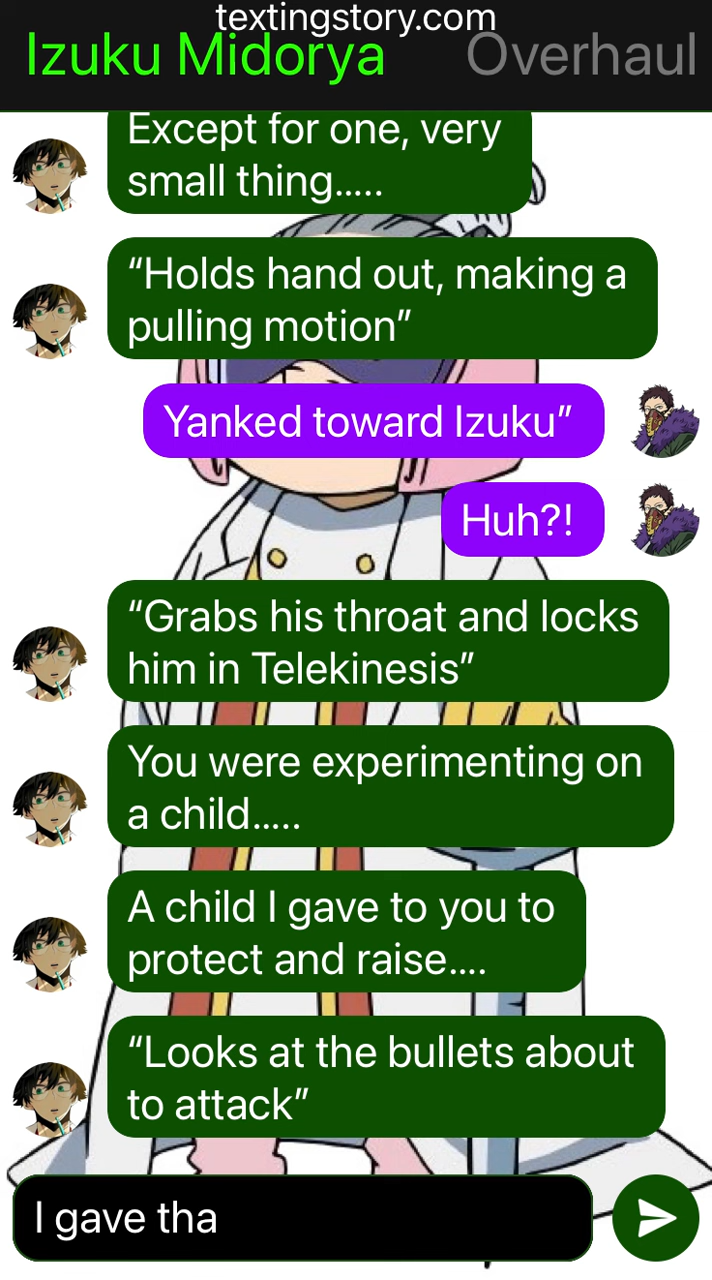 textingstory.com
Izuku Midorya Overhaul
Except for one, very
small thing.....
“Holds hand out, making a
pulling motion”
Yanked toward Izuku”
Huh?!
“Grabs his throat and locks
him in Telekinesis”
You were experimenting on
a child.....
A child I gave to you to
protect and raise....
“Looks at the bullets about
to attack”
I gave tha